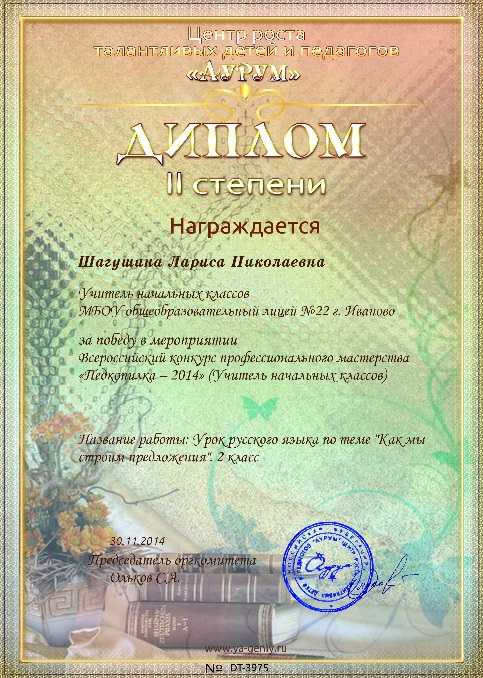 Центр роста
талантливых детей и педагогов
«АУРУМ»
ДИПЛОМ
II степени
Награждается
Шагушина Лариса Николаевна
Учитель начальных классов
МБОУ общеобразовательный лицей №22 г. Иваново
за победу в мероприятии
Всероссийский конкурс профессионального мастерства
«Педкопилка – 2014» (Учитель начальных классов)
Название работы: Урок русского языка по теме "Как мы
строим предложения". 2 класс
30.11.2014
Председатель оргкомитета
Ольков С.А.
www.ya-geniy.ru
№ DT-3975